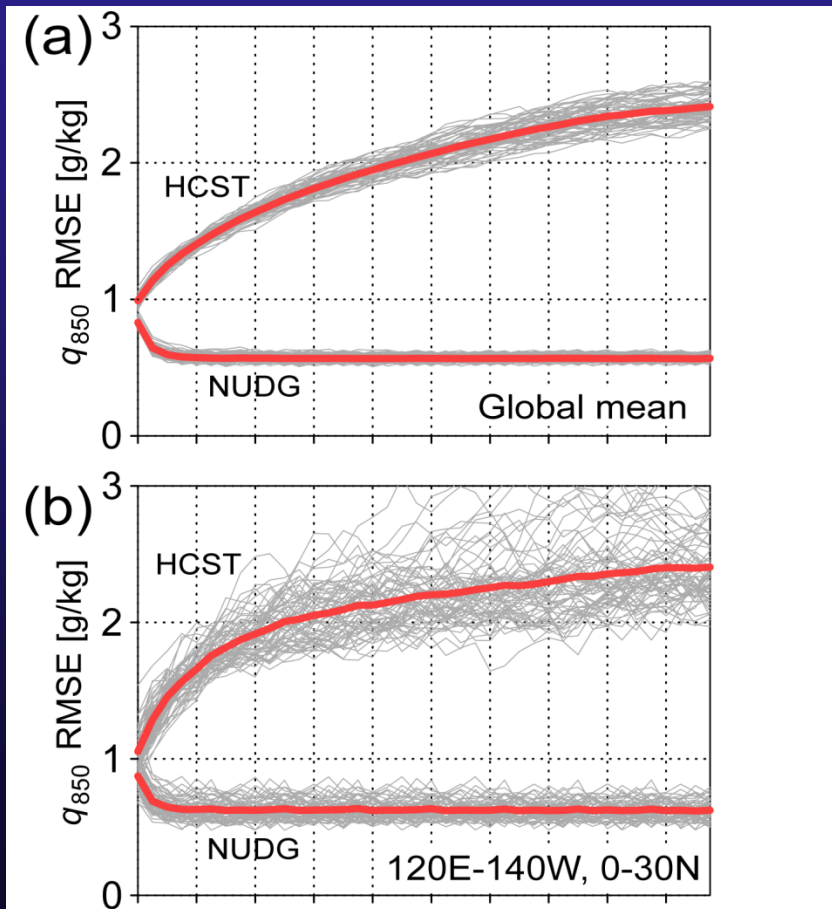 (a)
3
2
1
0
q850 RMSE [g/kg]
HCST
NUDG
Global mean
(b)
3
2
1
0
q850 RMSE [g/kg]
HCST
NUDG
120E-140W, 0-30N